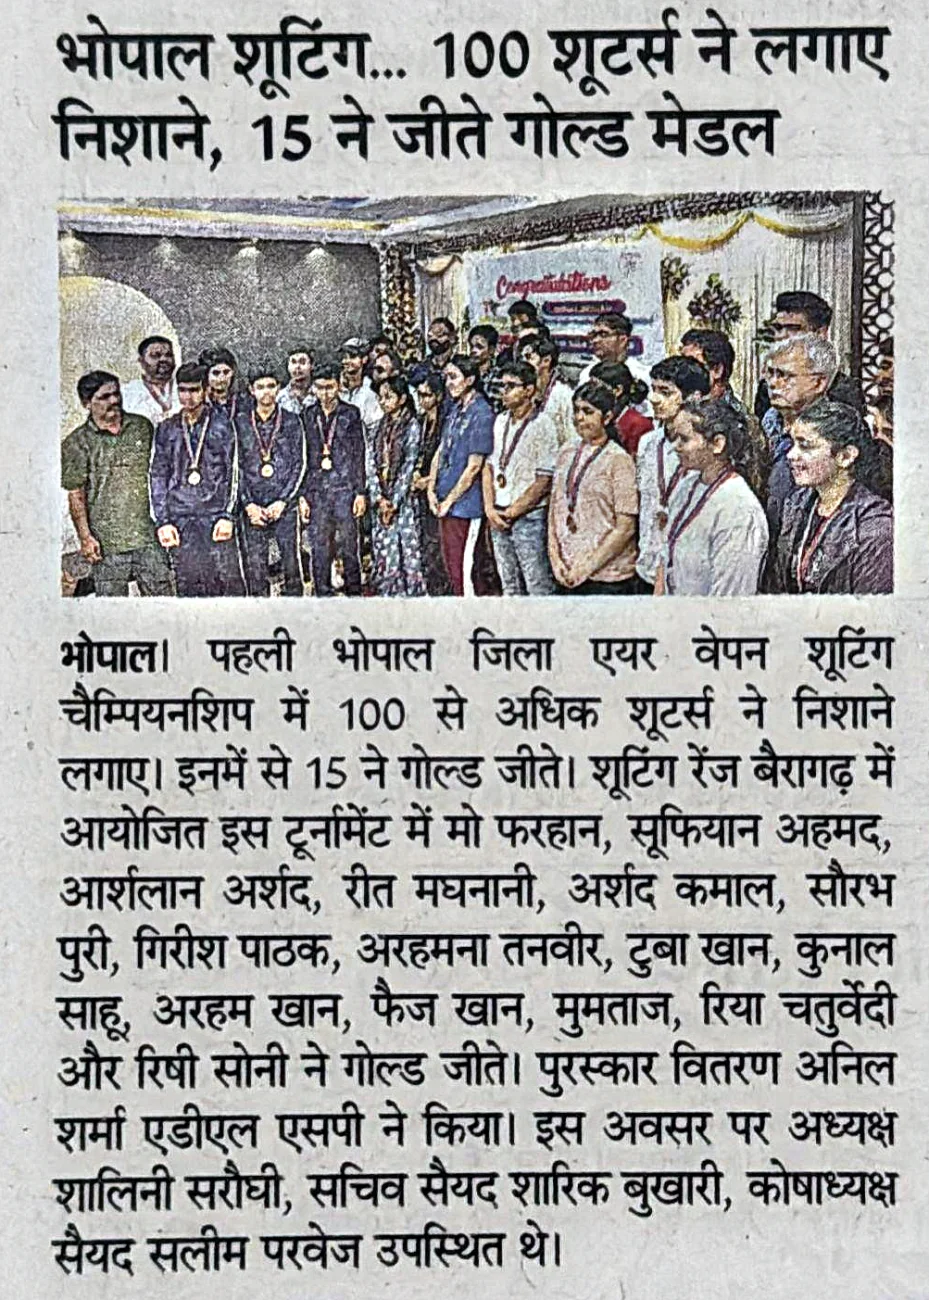 भोपाल शूटिंग... 100 शूटर्स ने लगाए
निशाने, 15 ने जीते गोल्ड मेडल
Congratulations
भोपाल। पहली भोपाल जिला एयर वेपन शूटिंग
चैम्पियनशिप में 100 से अधिक शूटर्स ने निशाने
लगाए। इनमें से 15 ने गोल्ड जीते। शूटिंग रेंज बैरागढ़ में
आयोजित इस टूर्नामेंट में मो फरहान, सूफियान अहमद,
आर्शलान अर्शद, रीत मघनानी, अर्शद कमाल, सौरभ
पुरी, गिरीश पाठक, अरहमना तनवीर, टुबा खान, कुनाल
साहू, अरहम खान, फैज खान, मुमताज, रिया चतुर्वेदी
और रिषी सोनी ने गोल्ड जीते। पुरस्कार वितरण अनिल
शर्मा एडीएल एसपी ने किया। इस अवसर पर अध्यक्ष
शालिनी सरौघी, सचिव सैयद शारिक बुखारी, कोषाध्यक्ष
सैयद सलीम परवेज उपस्थित थे।